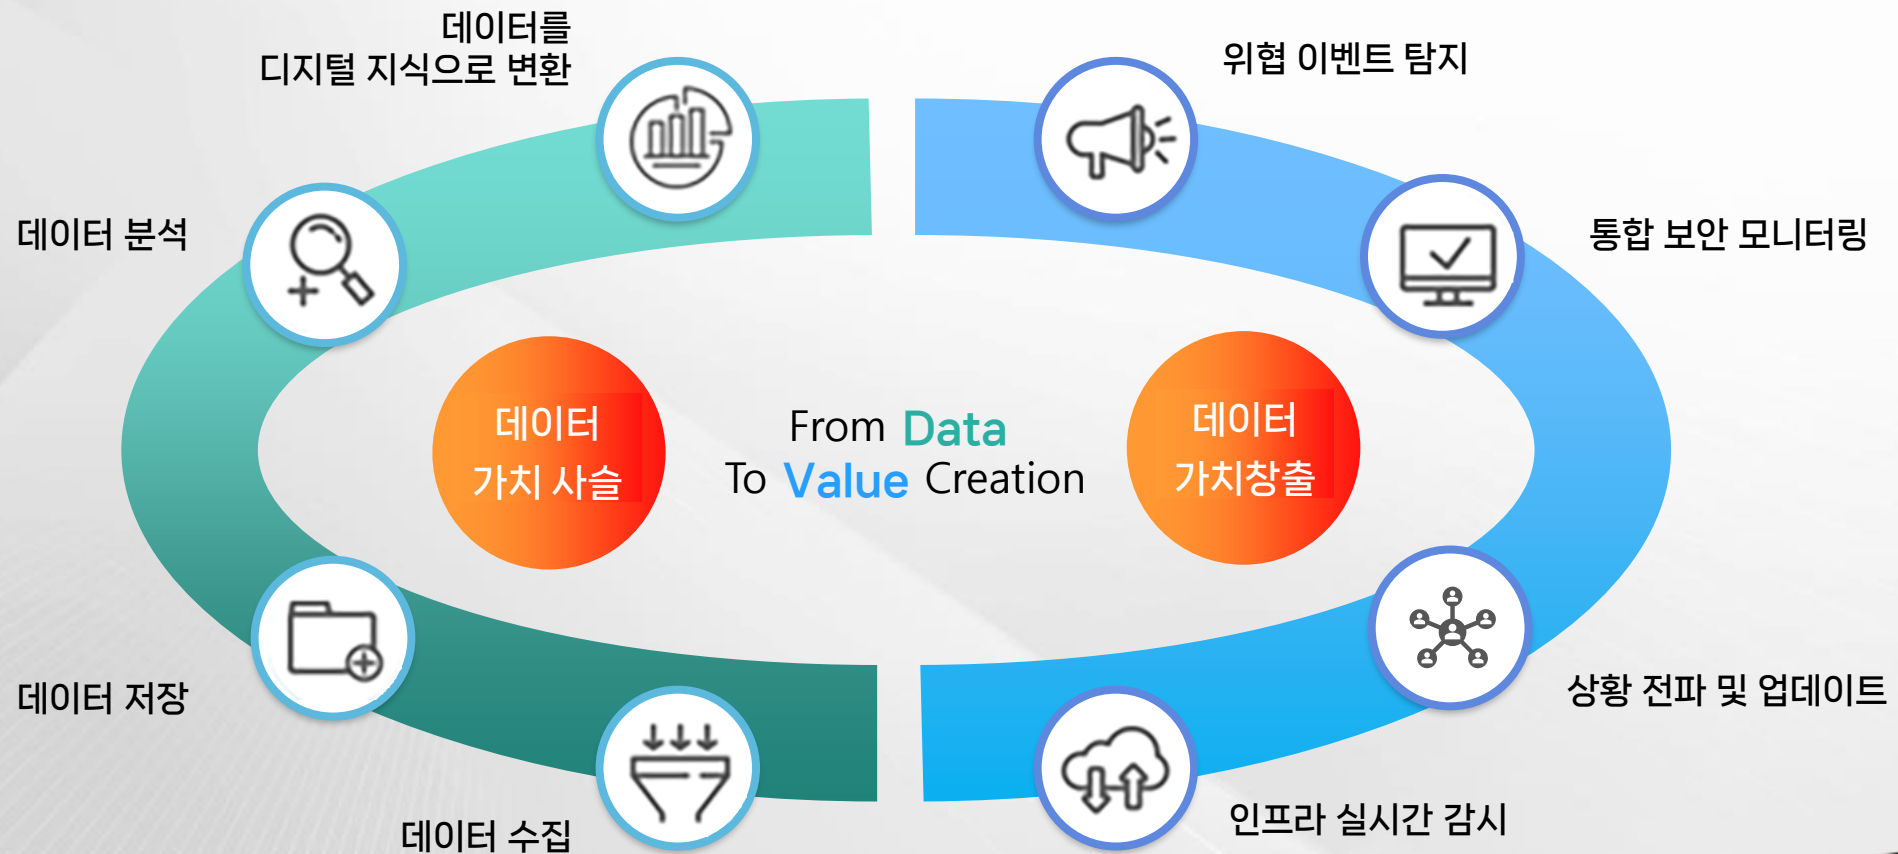 데이터를
디지털 지식으로 변환
위협 이벤트 탐지
데이터 분석
통합 보안 모니터링
데이터
가치 사슬
From Data
To Value Creation
데이터
가치창출
데이터 저장
상황 전파 및 업데이트
데이터 수집
인프라 실시간 감시